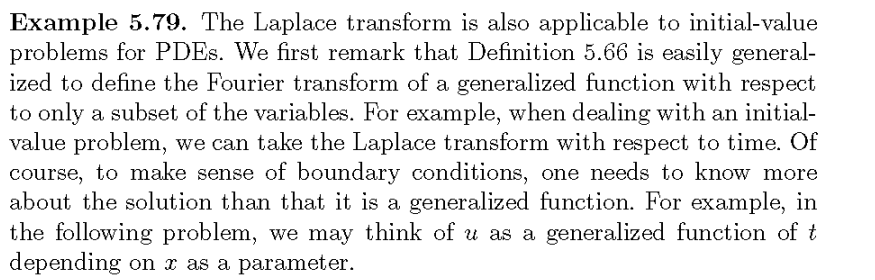 Example 5.79. The Laplace transform is also applicable to initial-value
problems for PDEs. We first remark that Definition 5.66 is easily general-
ized to define the Fourier transform of a generalized function with respect
to only a subset of the variables. For example, when dealing with an initial-
value problem, we can take the Laplace transform with respect to time. Of
course, to make sense of boundary conditions, one needs to know more
about the solution than that it is a generalized function. For example, in
the following problem, we may think of u as a generalized function of t
depending on x as a parameter.